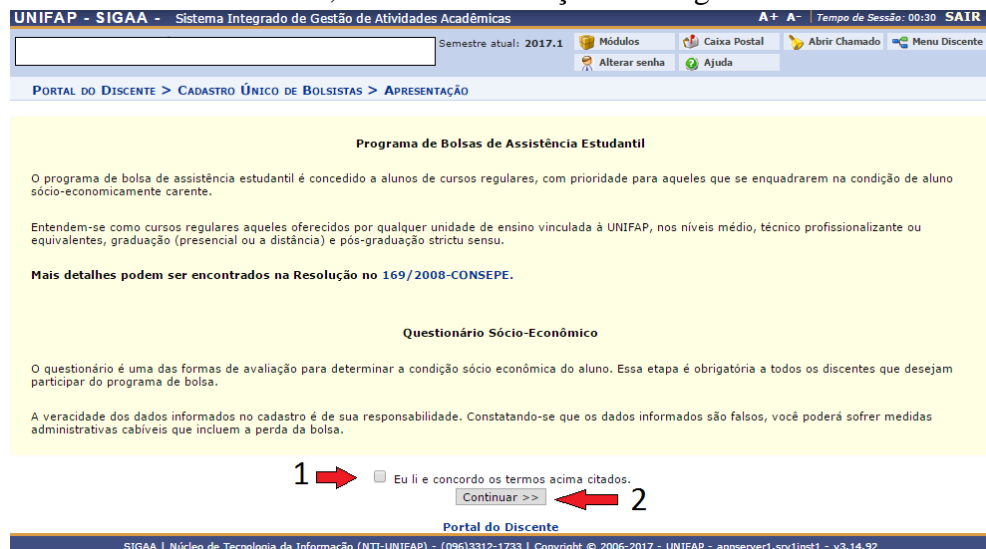 UNIFAP - SIGAA - Sistema Integrado de Gestão de Atividades Acadêmicas A+ A- Tempo de Sessão: 00:30 SAIR
Semestre atual: 2017.1 Módulos Caixa Postal Abrir Chamado Menu Discente
Alterar senha Ajuda
PORTAL DO DISCENTE > CADASTRO ÚNICO DE BOLSISTAS > APRESENTAÇÃO
Programa de Bolsas de Assistência Estudantil
O programa de bolsa de assistência estudantil é concedido a alunos de cursos regulares, com prioridade para aqueles que se enquadrarem na condição de aluno
sócio-economicamente carente.
Entendem-se como cursos regulares aqueles oferecidos por qualquer unidade de ensino vinculada à UNIFAP, nos níveis médio, técnico profissionalizante ou
equivalentes, graduação (presencial ou a distância) e pós-graduação strictu sensu.
Mais detalhes podem ser encontrados na Resolução no 169/2008-CONSEPE.
Questionário Sócio-Econômico
O questionário é uma das formas de avaliação para determinar a condição sócio econômica do aluno. Essa etapa é obrigatória a todos os discentes que desejam
participar do programa de bolsa.
A veracidade dos dados informados no cadastro é de sua responsabilidade. Constatando-se que os dados informados são falsos, você poderá sofrer medidas
administrativas cabíveis que incluem a perda da bolsa.
1 Eu li e concordo os termos acima citados.
Continuar >> 2
Portal do Discente
SIGAA | Núcleo de Tecnologia da Informação (NTI-UNIFAP) - (096)3312-1733 | Copyright © 2006-2017 - UNIFAP - appserver1.srv1inst1 - v3.14.92